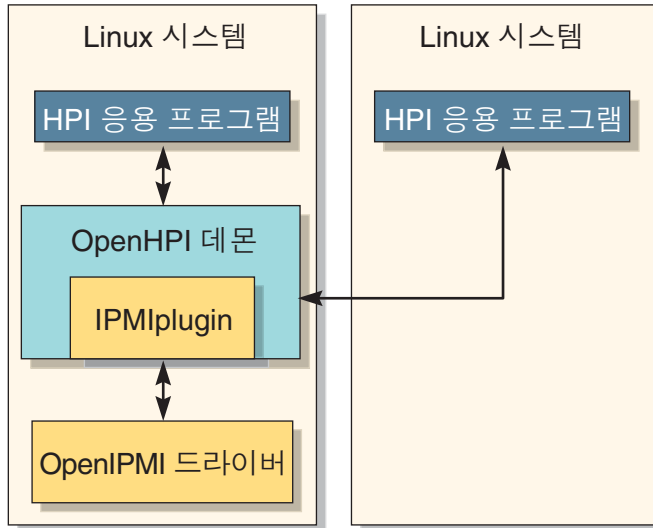 Linux 시스템
HPI 응용 프로그램
OpenHPI 데몬
IPMIplugin
OpenIPMI 드라이버
Linux 시스템
HPI 응용 프로그램